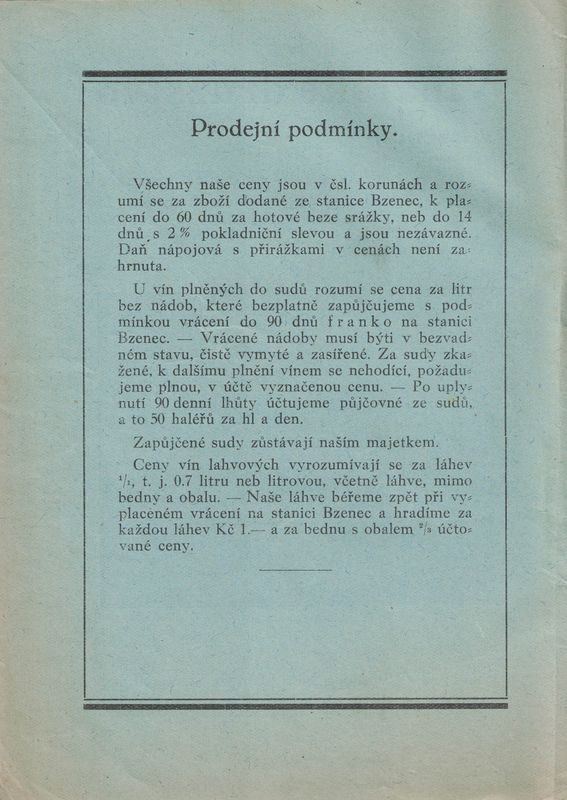 Prodejní podmínky.
Všechny naše ceny jsou v čsl. korunách a roz=
umí se za zboží dodané ze stanice Bzenec, k pla=
cení do 60 dnů za hotové beze srážky, neb do 14
dnů s 2 % pokladniční slevou a jsou nezávazné.
Daň nápojová s přirážkami v cenách není za=
hrnuta.
U vín plněných do sudů rozumí se cena za litr
bez nádob, které bezplatně zapůjčujeme s pod=
mínkou vrácení do 90 dnů franko na stanici
Bzenec. — Vrácené nádoby musí býti v bezvad=
ném stavu, čistě vymyté a zasířené. Za sudy zka=
žené, k dalšímu plnění vínem se nehodící, požadu=
jeme plnou, v účtě vyznačenou cenu. — Po uply=
nutí 90 denní lhůty účtujeme půjčovné ze sudů,
a to 50 haléřů za hl a den.
Zapůjčené sudy zůstávají naším majetkem.
Ceny vín lahvových vyrozumívají se za láhev
¹/₁, t. j. 0.7 litru neb litrovou, včetně láhve, mimo
bedny a obalu. — Naše láhve béřeme zpět při vy=
placeném vrácení na stanici Bzenec a hradíme za
každou láhev Kč 1.— a za bednu s obalem ²/₃ účto=
vané ceny.